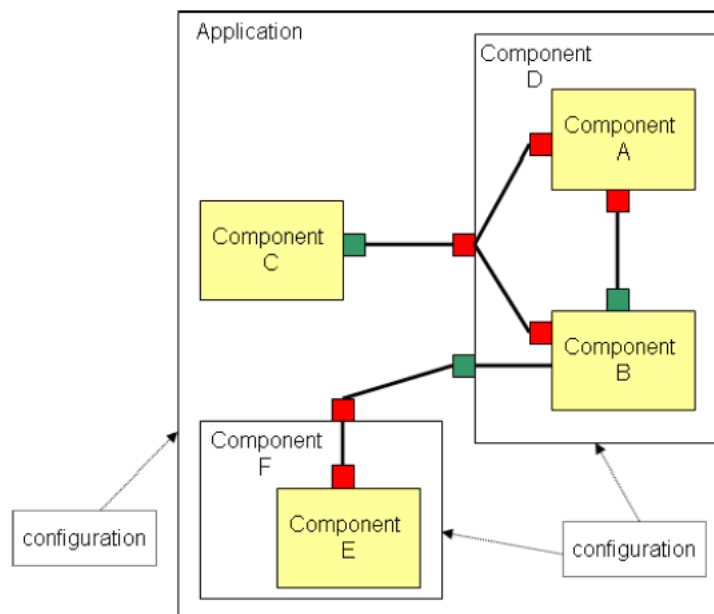 Application
Component
D
Component
A
Component
C
Component
B
Component
F
Component
E
configuration
configuration